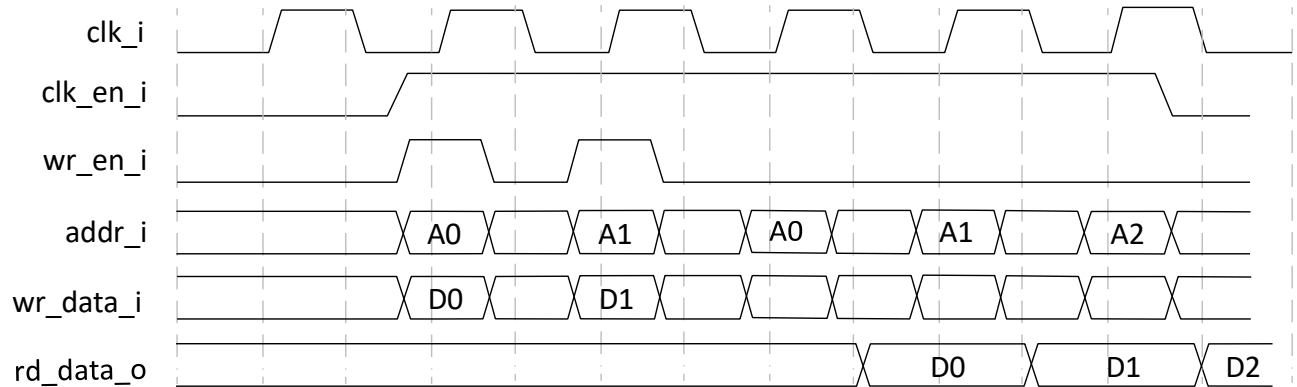 clk_i
clk_en_i
wr_en_i
addr_i A0 A1 A0 A1 A2
wr_data_i D0 D1
rd_data_o D0 D1 D2